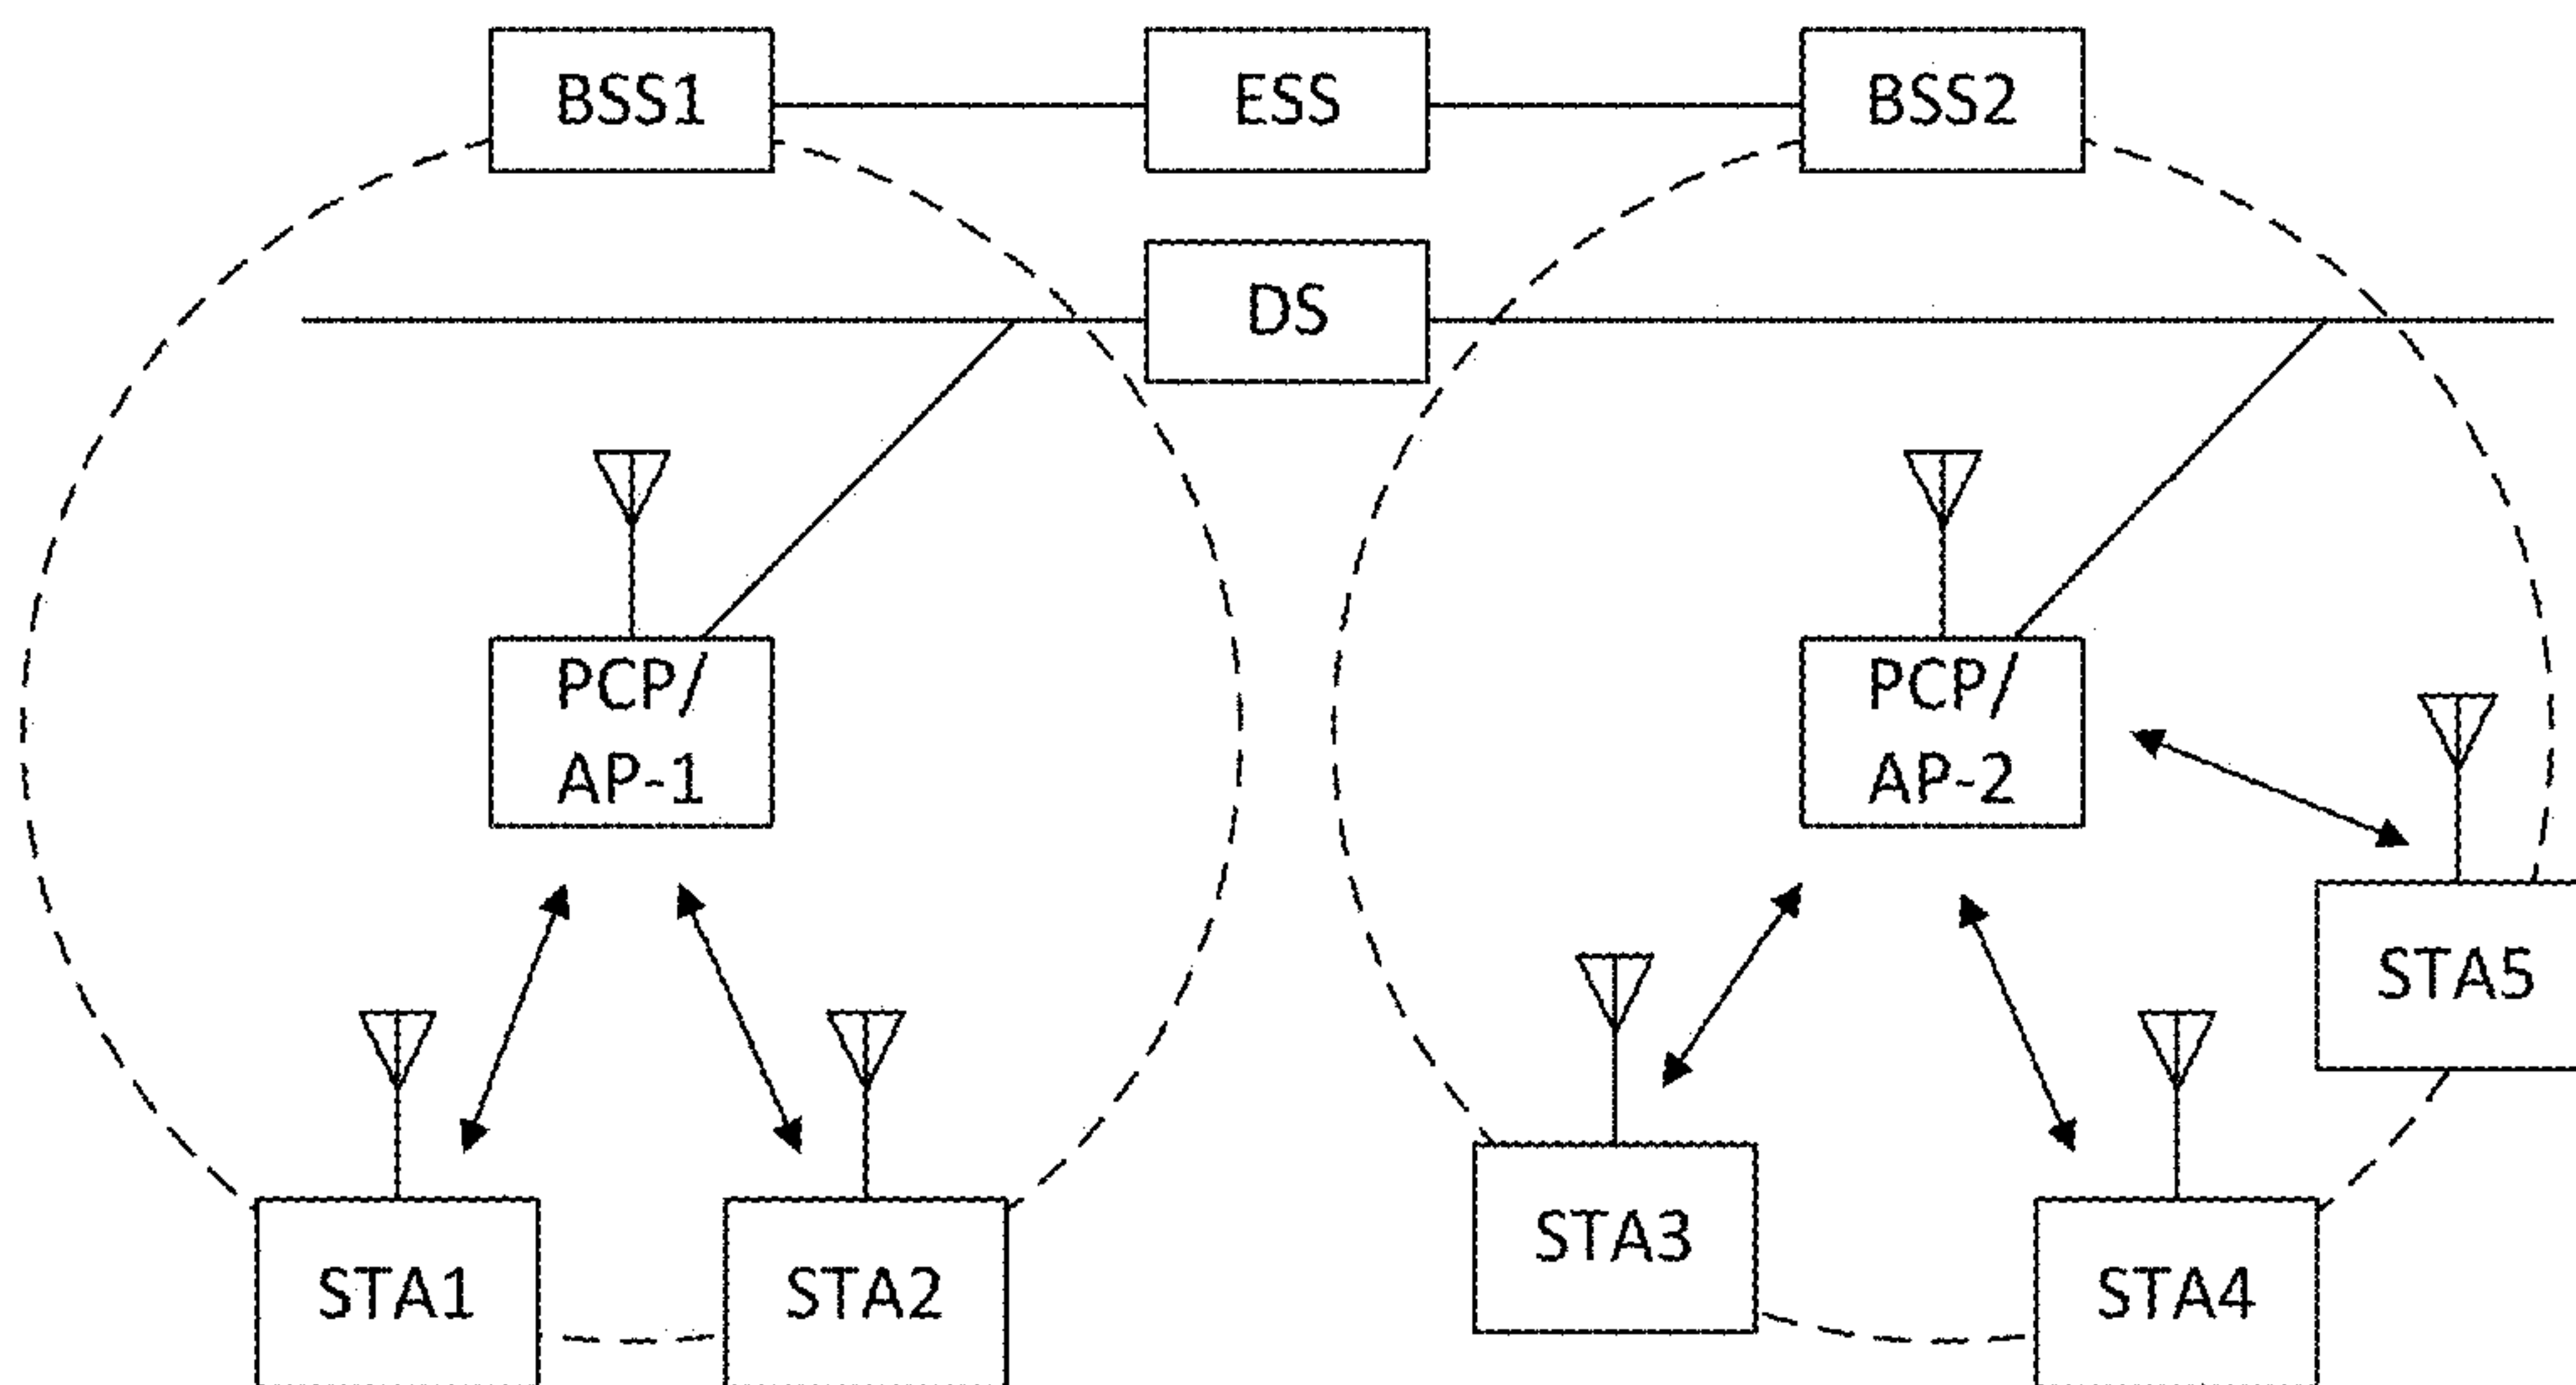 BSS1
ESS
BSS2
DS
PCP/
AP-1
PCP/
AP-2
STA5
STA3
STA1
STA2
STA4